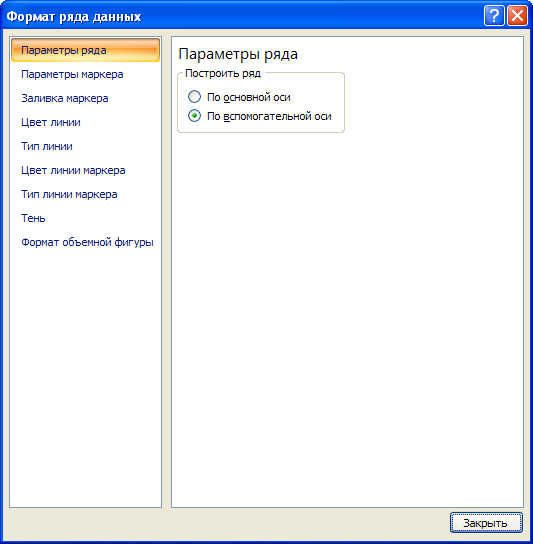 Формат ряда данных
Параметры ряда
Параметры маркера
Заливка маркера
Цвет линии
Тип линии
Цвет линии маркера
Тип линии маркера
Тень
Формат объемной фигуры
Параметры ряда
Построить ряд
По основной оси
По вспомогательной оси
Закрыть